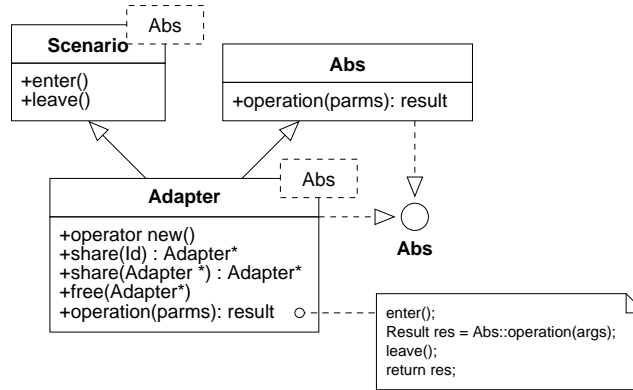 Abs
Scenario
+enter()
+leave()
Abs
+operation(parms): result
Abs
Adapter
+operator new()
+share(Id) : Adapter*
+share(Adapter *) : Adapter*
+free(Adapter*)
+operation(parms): result
Abs
enter();
Result res = Abs::operation(args);
leave();
return res;